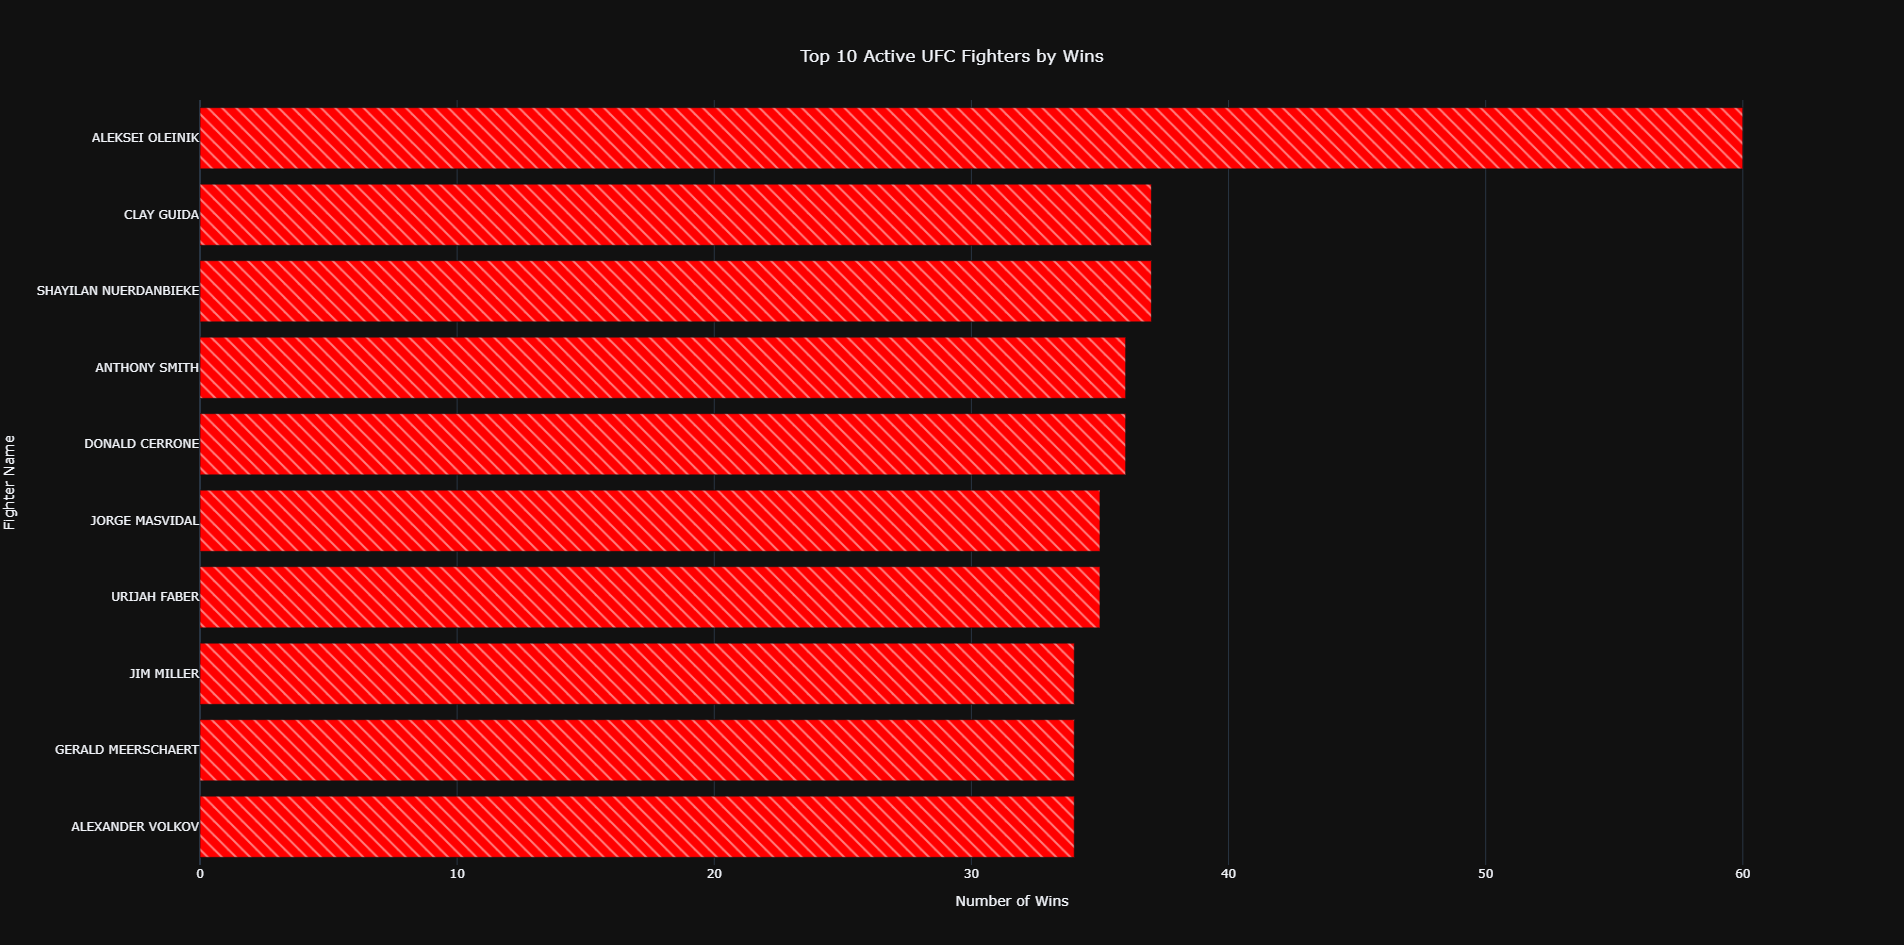 Top 10 Active UFC Fighters by Wins
ALEKSEI OLEINIK
CLAY GUIDA
SHAYILAN NUERDANBIEKE
ANTHONY SMITH
DONALD CERRONE
JORGE MASVIDAL
URIJAH FABER
JIM MILLER
GERALD MEERSCHAERT
ALEXANDER VOLKOV
Fighter Name
0 10 20 30 40 50 60
Number of Wins